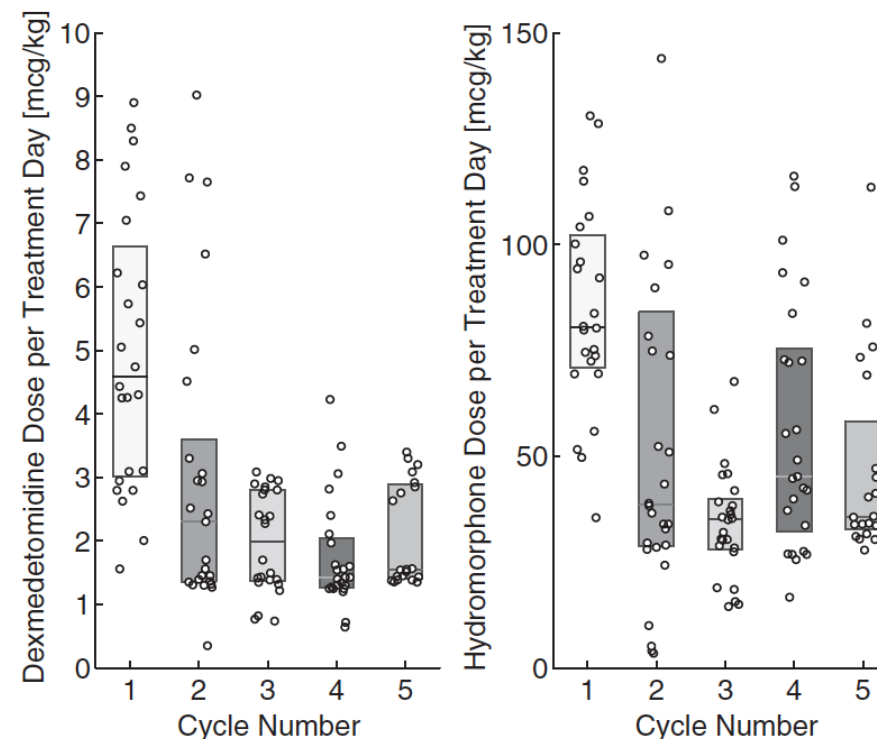 Dexmedetomidine Dose per Treatment Day [mcg/kg]
10
9
8
7
6
5
4
3
2
1
0
1 2 3 4 5
Cycle Number
Hydromorphone Dose per Treatment Day [mcg/kg]
150
100
50
0
1 2 3 4 5
Cycle Number